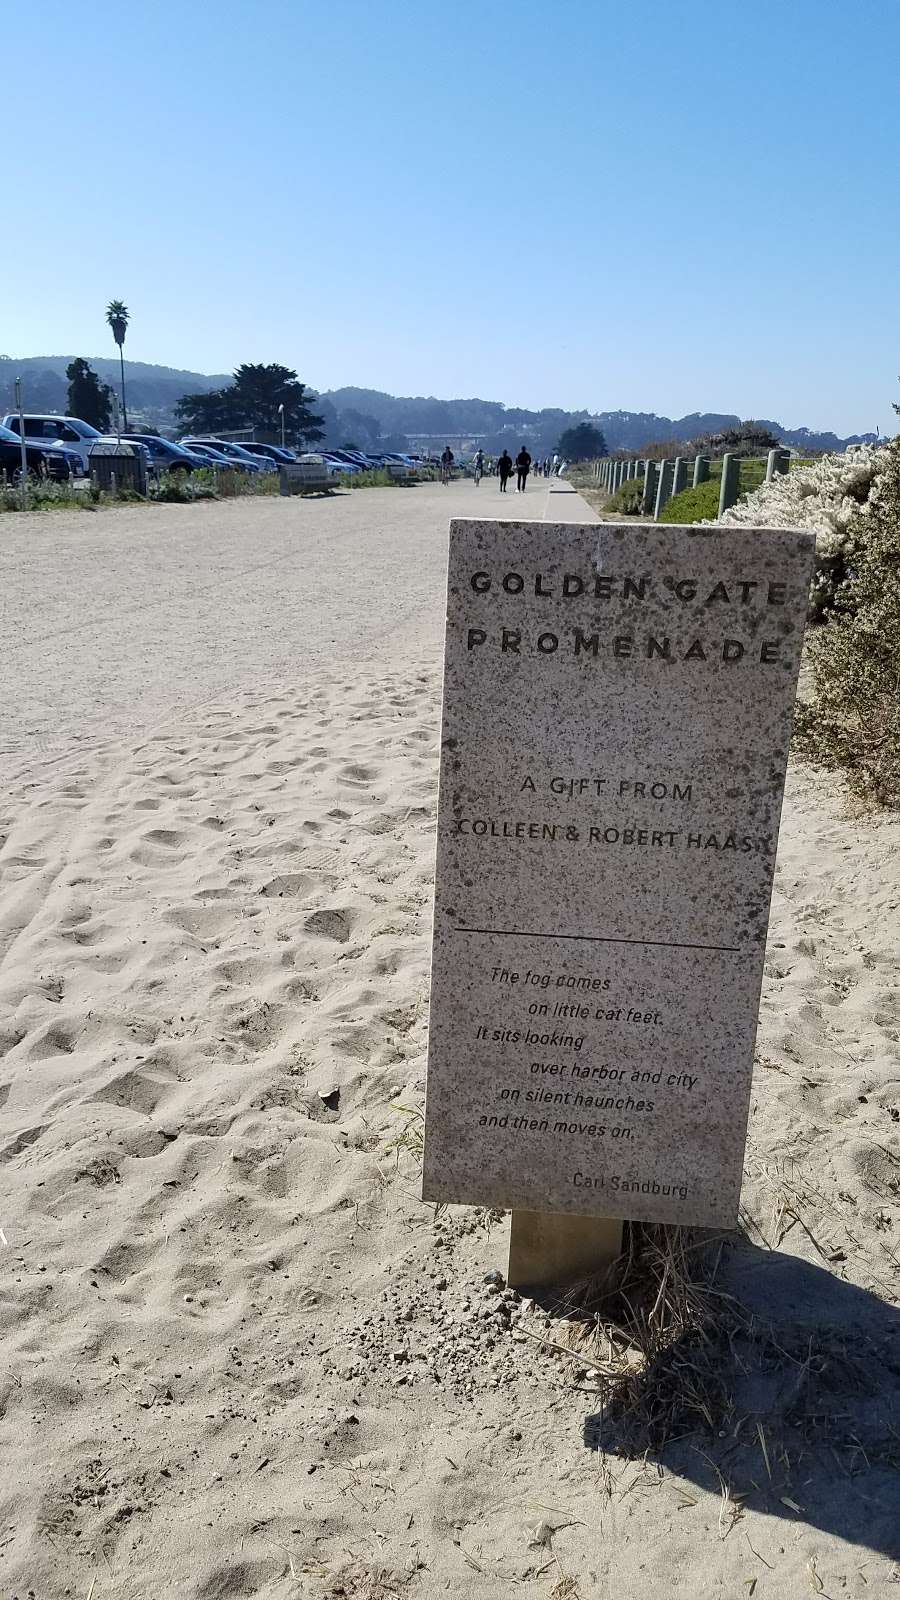 GOLDEN GATE
PROMENADE
A GIFT FROM
COLLEEN & ROBERT HAAS
The fog comes
on little cat feet.
It sits looking
over harbor and city
on silent haunches
and then moves on.
Carl Sandburg